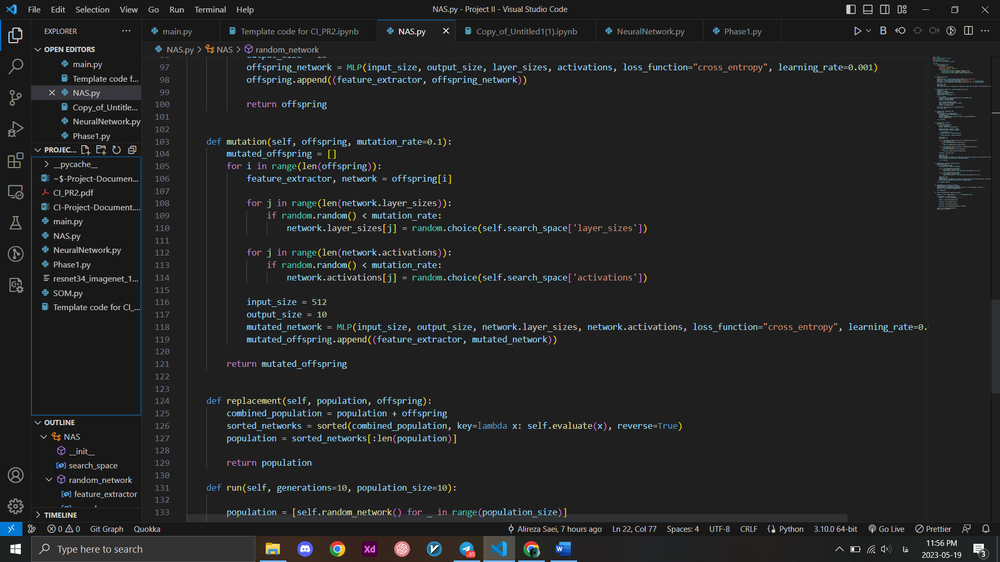 File Edit Selection View Go Run Terminal Help
NAS.py - Project II - Visual Studio Code
EXPLORER
main.py
Template code for CI_PR2.ipynb
NAS.py
Copy_of_Untitled1(1).ipynb
NeuralNetwork.py
Phase1.py
NAS.py > NAS > random_network
OPEN EDITORS
main.py
Template code f...
NAS.py
Copy_of_Untitle...
NeuralNetwork.py
Phase1.py
PROJEC...
__pycache__
~$-Project-Documen...
CI_PR2.pdf
CI-Project-Document....
main.py
NAS.py
NeuralNetwork.py
Phase1.py
resnet34_imagenet_1...
SOM.py
Template code for CI_...
OUTLINE
NAS
__init__
search_space
random_network
feature_extractor
TIMELINE
97 offspring_network = MLP(input_size, output_size, layer_sizes, activations, loss_function="cross_entropy", learning_rate=0.001)
98 offspring.append((feature_extractor, offspring_network))
99
100 return offspring
101
102
103 def mutation(self, offspring, mutation_rate=0.1):
104 mutated_offspring = []
105 for i in range(len(offspring)):
106 feature_extractor, network = offspring[i]
107
108 for j in range(len(network.layer_sizes)):
109 if random.random() < mutation_rate:
110 network.layer_sizes[j] = random.choice(self.search_space['layer_sizes'])
111
112 for j in range(len(network.activations)):
113 if random.random() < mutation_rate:
114 network.activations[j] = random.choice(self.search_space['activations'])
115
116 input_size = 512
117 output_size = 10
118 mutated_network = MLP(input_size, output_size, network.layer_sizes, network.activations, loss_function="cross_entropy", learning_rate=0.
119 mutated_offspring.append((feature_extractor, mutated_network))
120
121 return mutated_offspring
122
123
124 def replacement(self, population, offspring):
125 combined_population = population + offspring
126 sorted_networks = sorted(combined_population, key=lambda x: self.evaluate(x), reverse=True)
127 population = sorted_networks[:len(population)]
128
129 return population
130
131 def run(self, generations=10, population_size=10):
132
133 population = [self.random_network() for _ in range(population_size)]
0 0 Git Graph Quokka
Alireza Saei, 7 hours ago Ln 22, Col 77 Spaces: 4 UTF-8 CRLF Python 3.10.0 64-bit Go Live Prettier
Type here to search
Xd
..85
فا
11:56 PM
2023-05-19
3